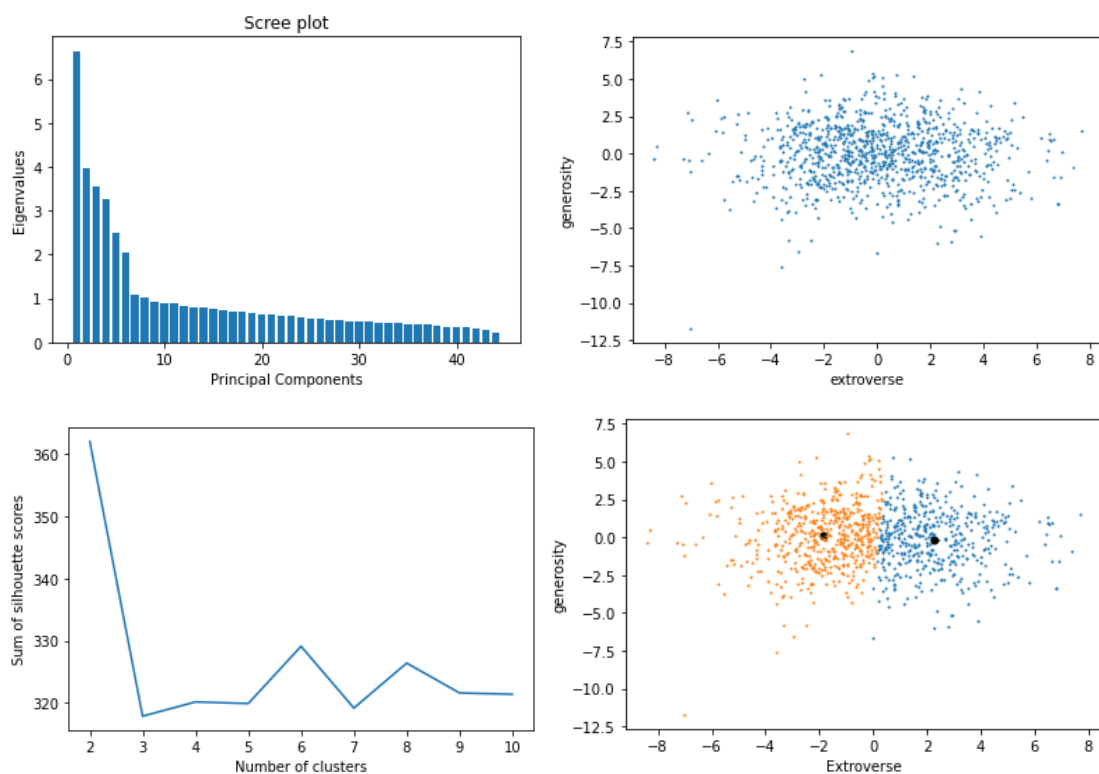 Scree plot
6
5
4
3
2
1
0
Eigenvalues
0 10 20 30 40
Principal Components
7.5
5.0
2.5
0.0
−2.5
−5.0
−7.5
−10.0
−12.5
generosity
−8 −6 −4 −2 0 2 4 6 8
extroverse
360
350
340
330
320
Sum of silhouette scores
2 3 4 5 6 7 8 9 10
Number of clusters
7.5
5.0
2.5
0.0
−2.5
−5.0
−7.5
−10.0
−12.5
generosity
−8 −6 −4 −2 0 2 4 6 8
Extroverse